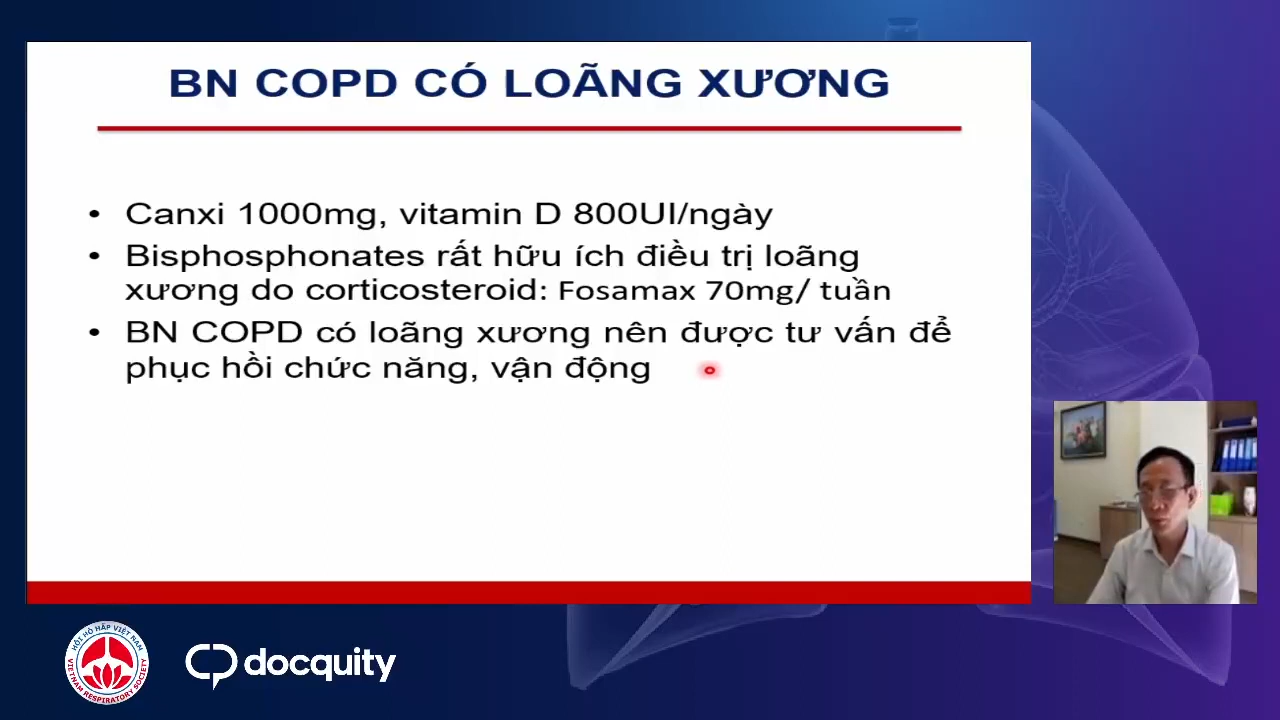 BN COPD CÓ LOÃNG XƯƠNG
• Canxi 1000mg, vitamin D 800UI/ngày
• Bisphosphonates rất hữu ích điều trị loãng
xương do corticosteroid: Fosamax 70mg/ tuần
• BN COPD có loãng xương nên được tư vấn để
phục hồi chức năng, vận động
HỘI HÔ HẤP VIỆT NAM
VIETNAM RESPIRATORY SOCIETY
docquity